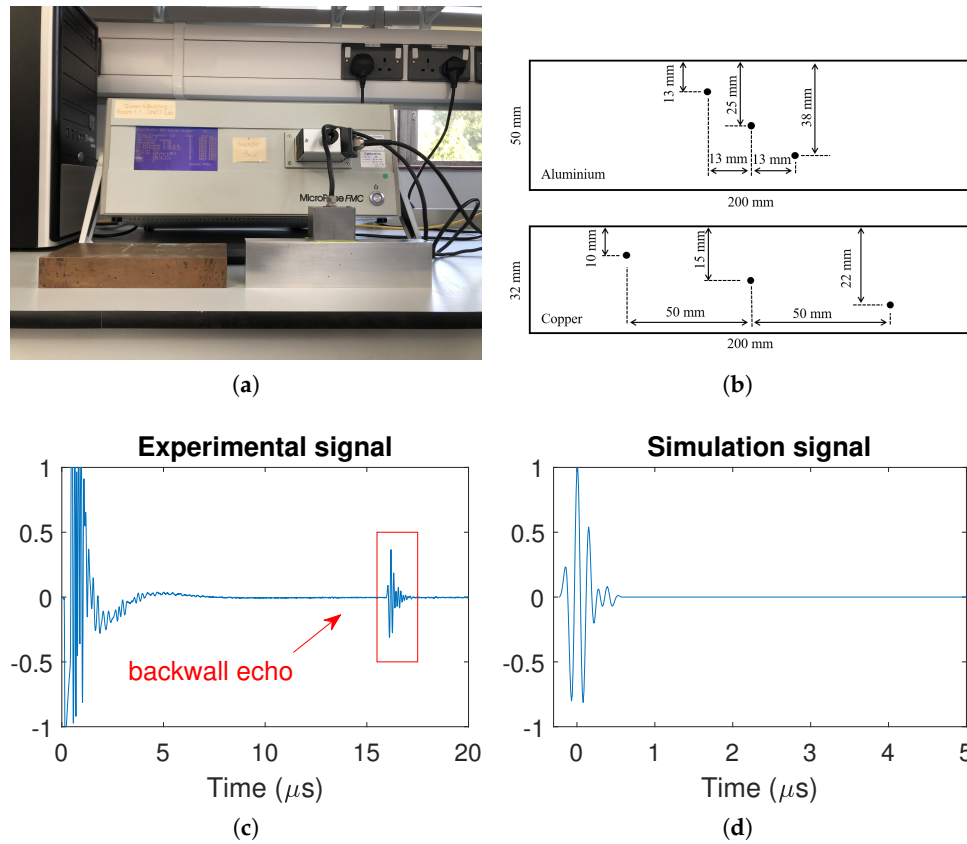 MicroPulse FMC
(a)
13 mm
25 mm
38 mm
50 mm
13 mm
13 mm
Aluminium
200 mm
10 mm
15 mm
22 mm
32 mm
50 mm
50 mm
Copper
200 mm
(b)
Experimental signal
1
0.5
0
-0.5
-1
backwall echo
0
5
10
15
20
Time (μs)
(c)
Simulation signal
1
0.5
0
-0.5
-1
0
1
2
3
4
5
Time (μs)
(d)